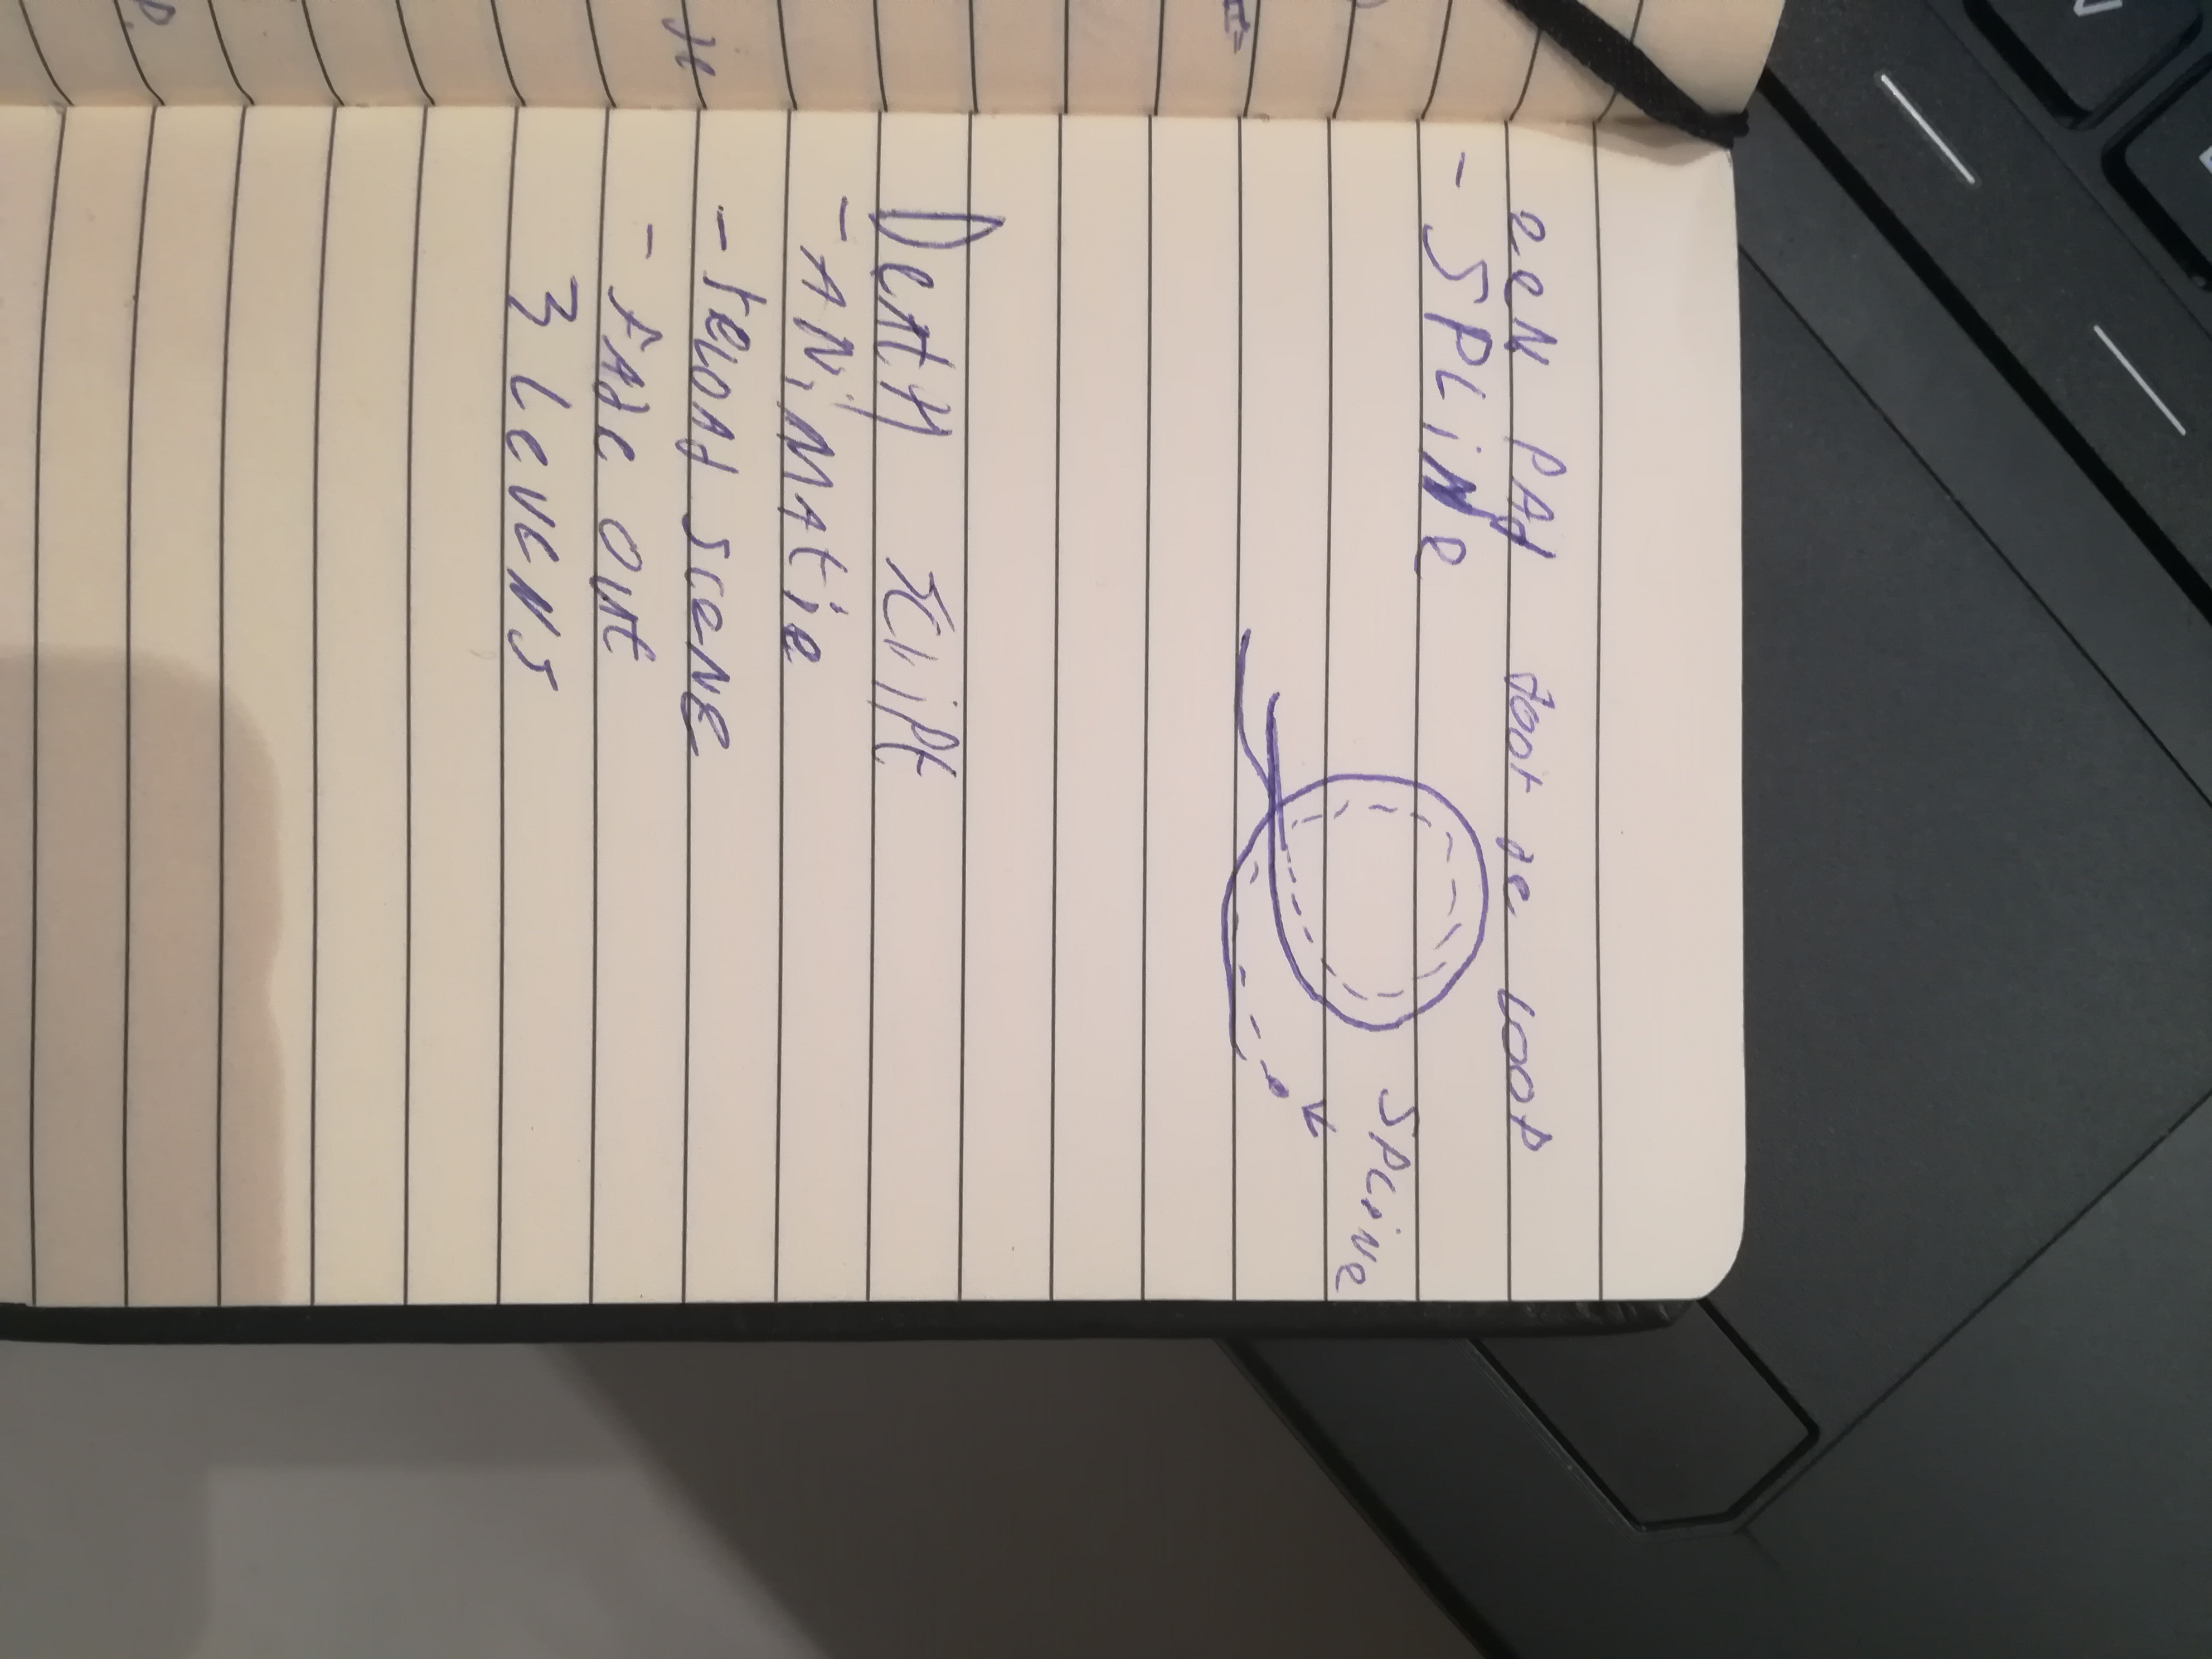 een pad door de loop
- Spline
Spline
Death Script
- Animatie
- reload scene
- fade out
3 levens